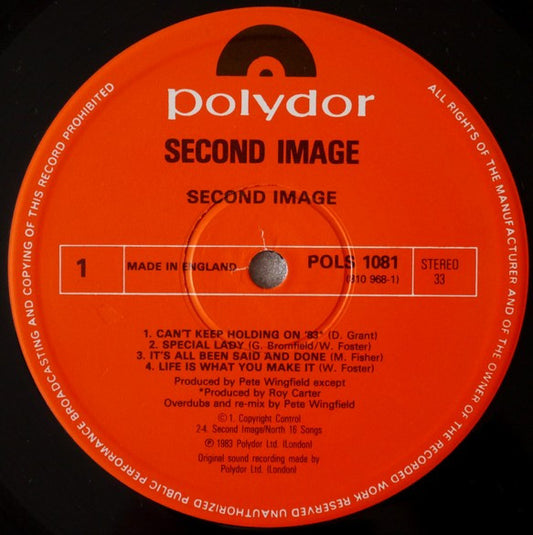 polydor
SECOND IMAGE
SECOND IMAGE
1
MADE IN ENGLAND
POLS 1081
(810 968-1)
STEREO
33
1. CAN'T KEEP HOLDING ON '83* (D. Grant)
2. SPECIAL LADY (G. Bromfield/W. Foster)
3. IT'S ALL BEEN SAID AND DONE (M. Fisher)
4. LIFE IS WHAT YOU MAKE IT (W. Foster)
Produced by Pete Wingfield except
*Produced by Roy Carter
Overdubs and re-mix by Pete Wingfield
© 1. Copyright Control
2-4. Second Image/North 16 Songs
℗ 1983 Polydor Ltd. (London)
Original sound recording made by
Polydor Ltd. (London)
ALL RIGHTS OF THE MANUFACTURER AND OF THE OWNER OF THE RECORDED WORK RESERVED UNAUTHORIZED PUBLIC PERFORMANCE BROADCASTING AND COPYING OF THIS RECORD PROHIBITED